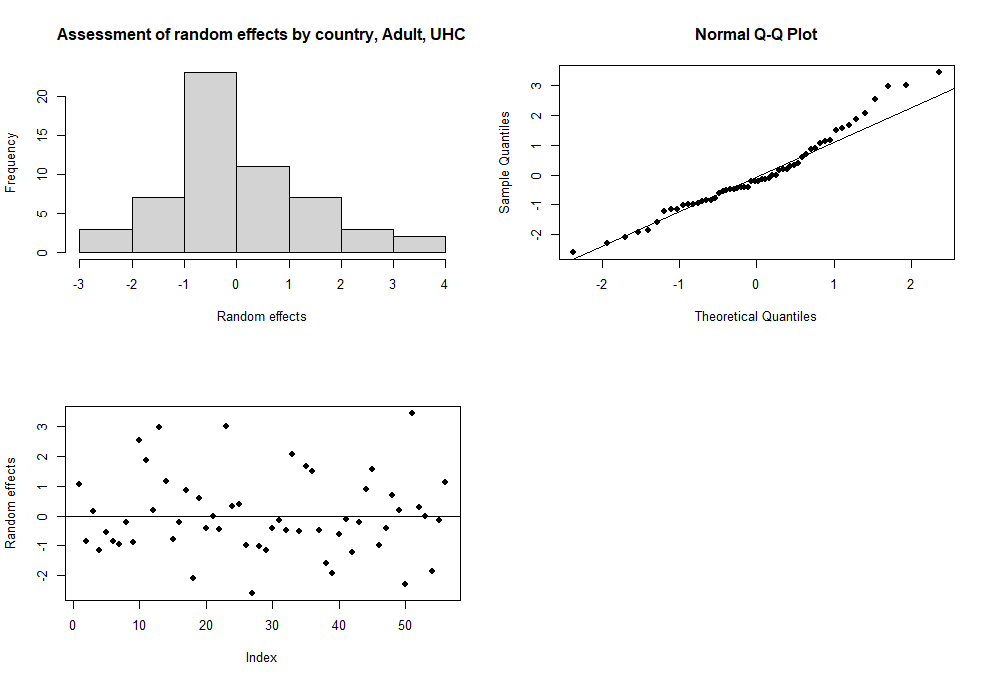 Assessment of random effects by country, Adult, UHC
Frequency
0 5 10 15 20
-3 -2 -1 0 1 2 3 4
Random effects
Normal Q-Q Plot
Sample Quantiles
-2 -1 0 1 2 3
-2 -1 0 1 2
Theoretical Quantiles
Random effects
-2 -1 0 1 2 3
0 10 20 30 40 50
Index